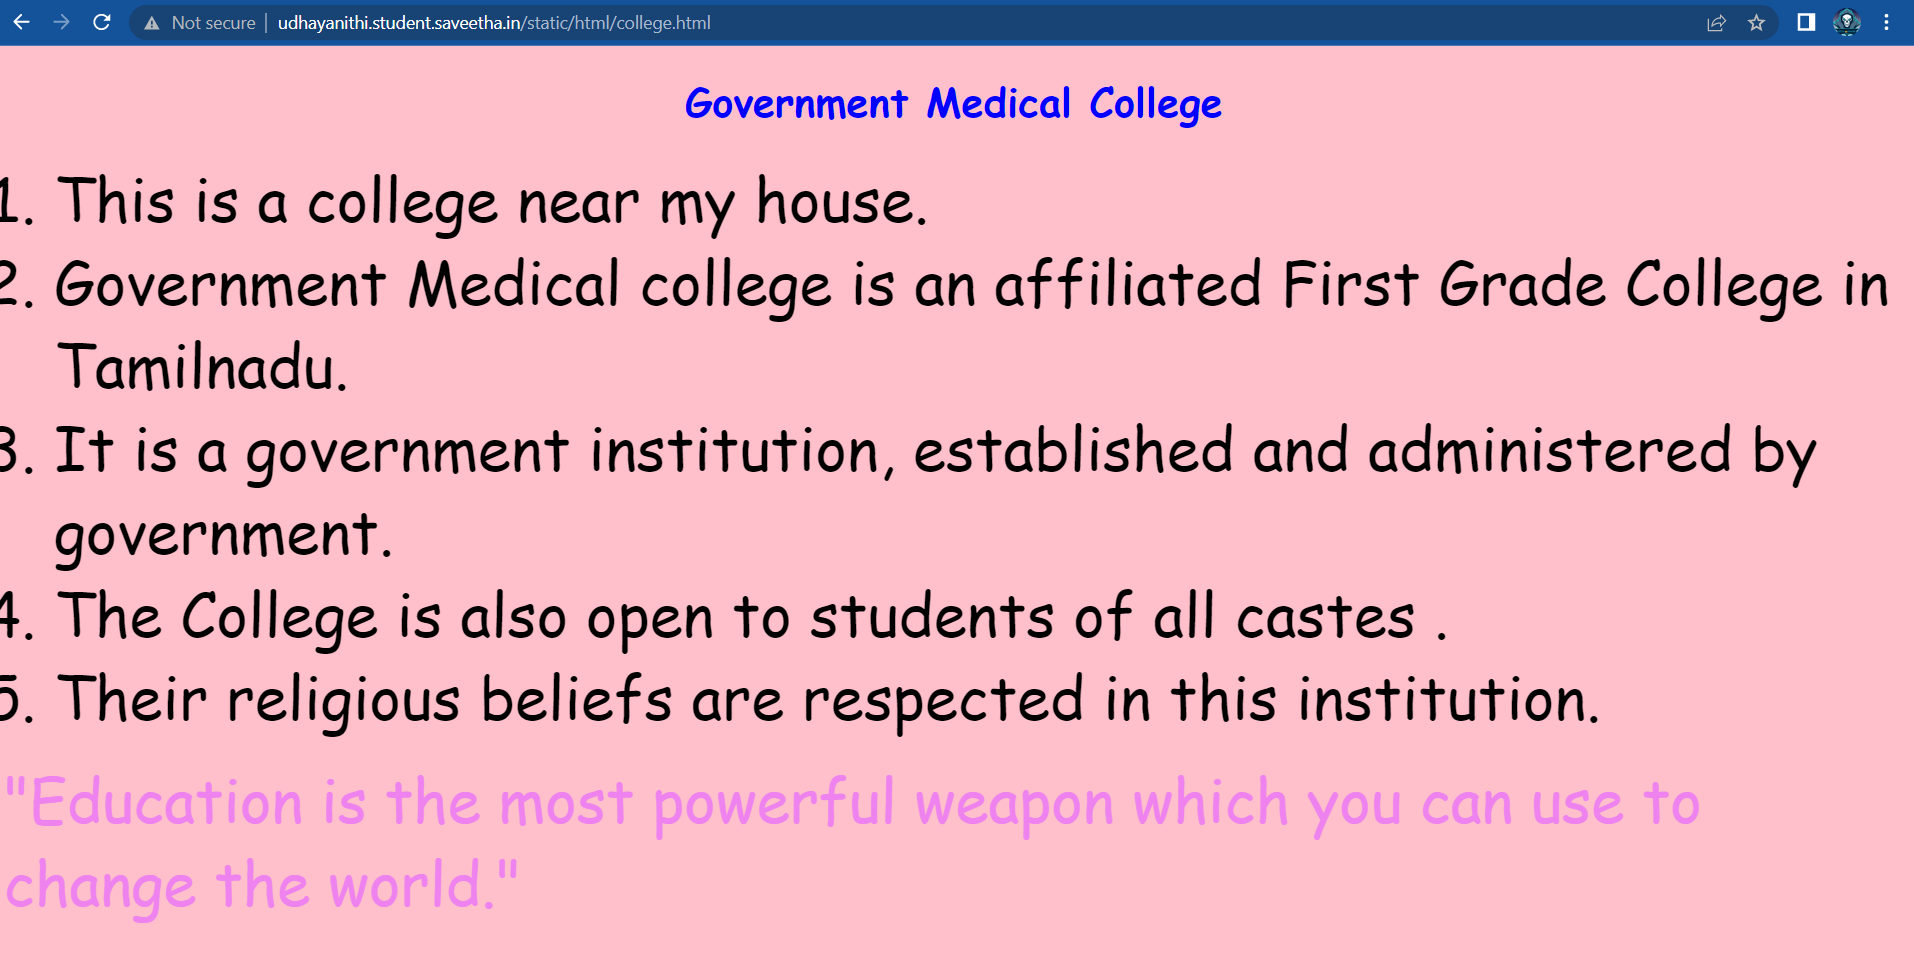 Not secure | udhayanithi.student.saveetha.in/static/html/college.html
Government Medical College
1. This is a college near my house.
2. Government Medical college is an affiliated First Grade College in
Tamilnadu.
3. It is a government institution, established and administered by
government.
4. The College is also open to students of all castes .
5. Their religious beliefs are respected in this institution.
"Education is the most powerful weapon which you can use to
change the world."